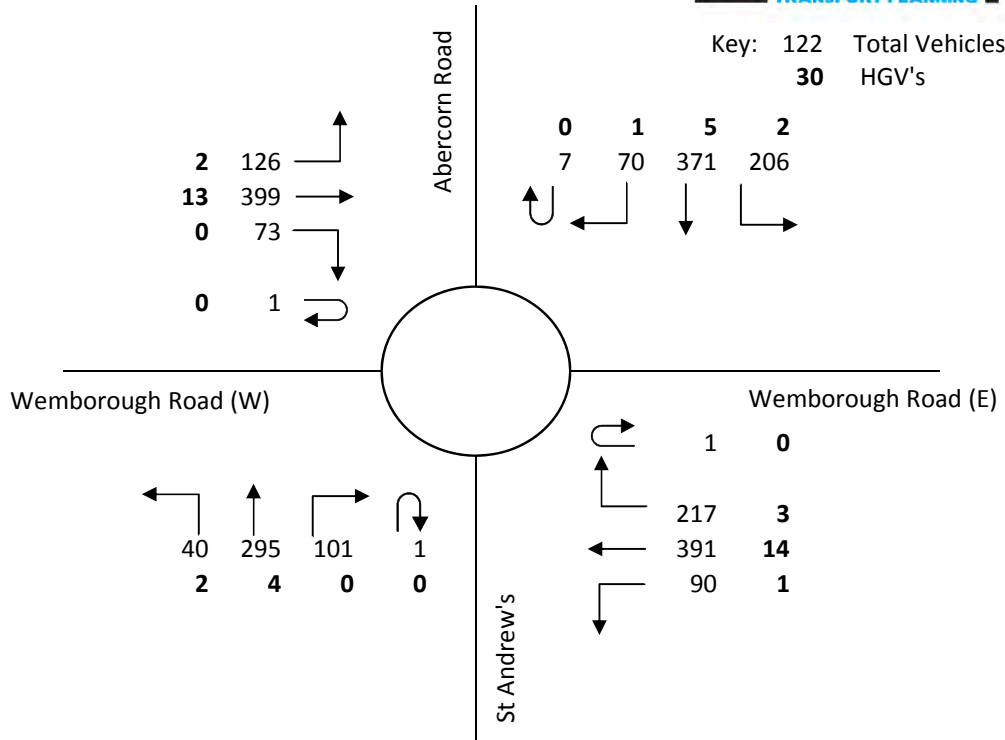 TRANSPORT PLANNING
Key: 122 Total Vehicles
30 HGV's
Abercorn Road
0 1 5 2
7 70 371 206
2 126
13 399
0 73
0 1
Wemborough Road (W)
Wemborough Road (E)
1 0
217 3
391 14
90 1
40 295 101 1
2 4 0 0
St Andrew's